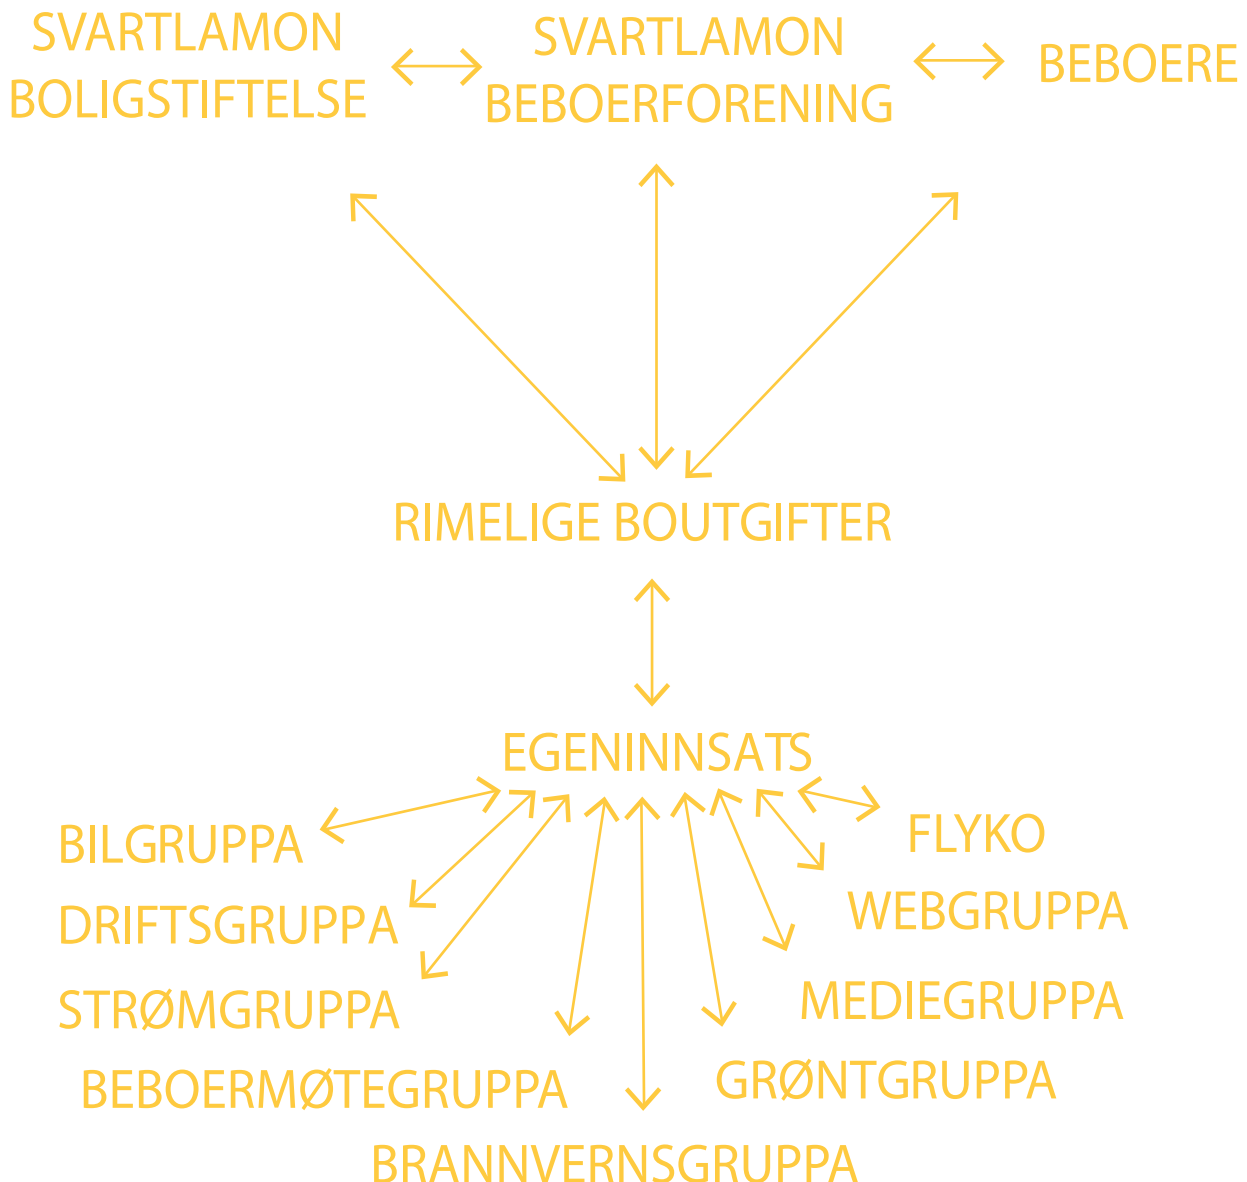 SVARTLAMON
BOLIGSTIFTELSE
SVARTLAMON
BEBOERFORENING
BEBOERE
RIMELIGE BOUTGIFTER
EGENINNSATS
BILGRUPPA
DRIFTSGRUPPA
STRØMGRUPPA
BEBOERMØTEGRUPPA
BRANNVERNSGRUPPA
GRØNTGRUPPA
MEDIEGRUPPA
WEBGRUPPA
FLYKO